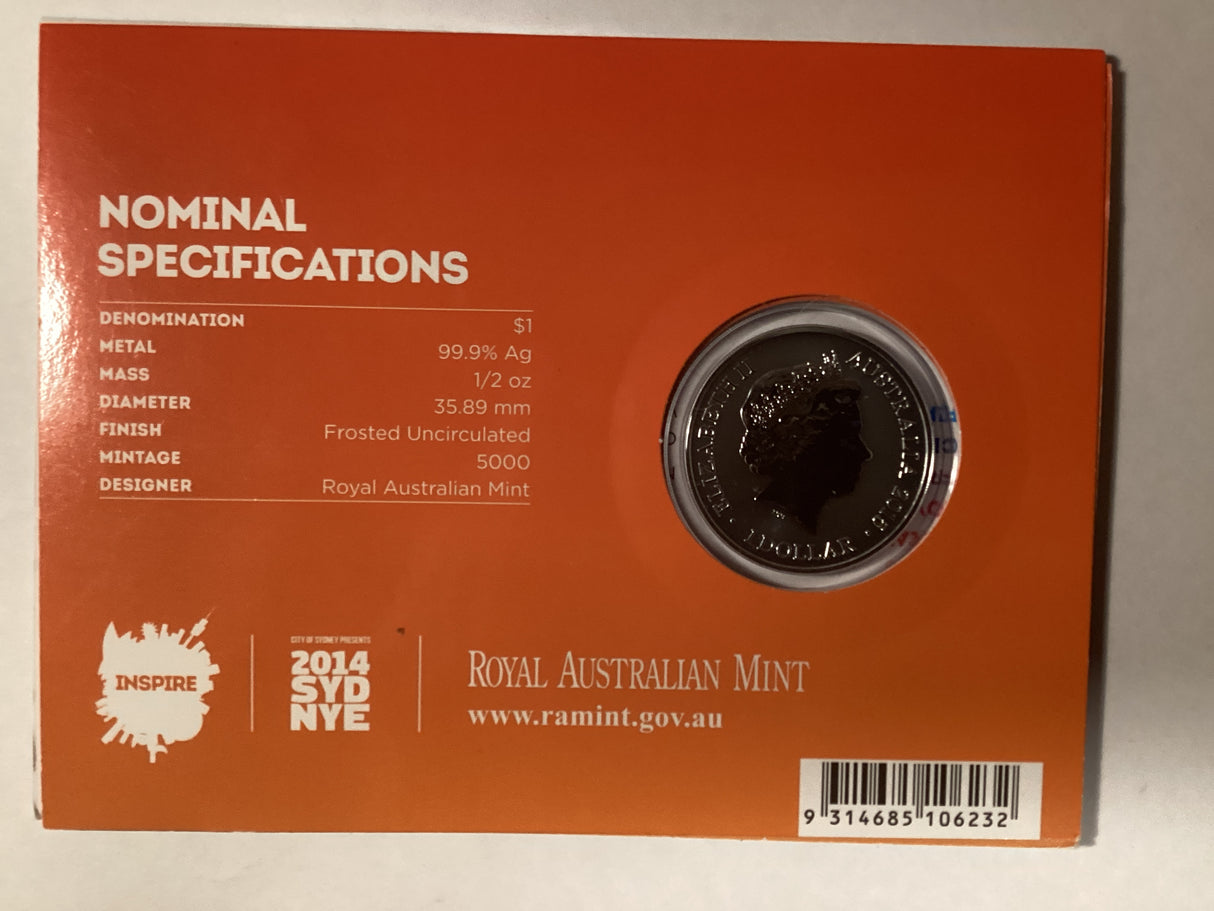 NOMINAL
SPECIFICATIONS
DENOMINATION $1
METAL 99.9% Ag
MASS 1/2 oz
DIAMETER 35.89 mm
FINISH Frosted Uncirculated
MINTAGE 5000
DESIGNER Royal Australian Mint
ELIZABETH II AUSTRALIA
1 DOLLAR
INSPIRE
CITY OF SYDNEY PRESENTS
2014
SYD
NYE
ROYAL AUSTRALIAN MINT
www.ramint.gov.au
9 314685 106232